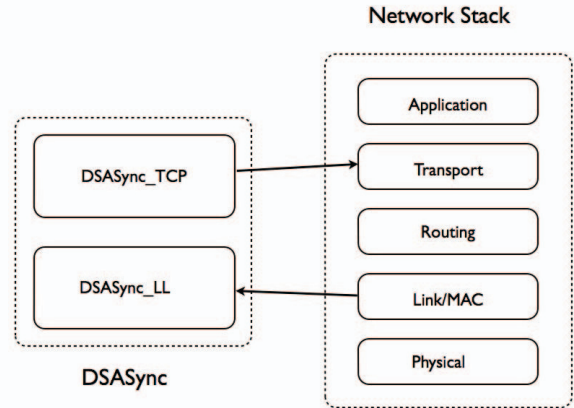 Network Stack
Application
DSASync_TCP
Transport
Routing
DSASync_LL
Link/MAC
Physical
DSASync